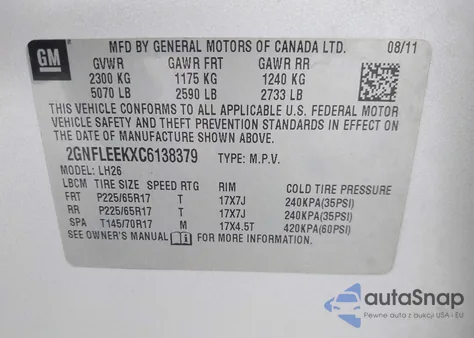 GM
MFD BY GENERAL MOTORS OF CANADA LTD. 08/11
GVWR GAWR FRT GAWR RR
2300 KG 1175 KG 1240 KG
5070 LB 2590 LB 2733 LB
THIS VEHICLE CONFORMS TO ALL APPLICABLE U.S. FEDERAL MOTOR
VEHICLE SAFETY AND THEFT PREVENTION STANDARDS IN EFFECT ON
THE DATE OF MANUFACTURE SHOWN ABOVE.
2GNFLEEKXC6138379 TYPE: M.P.V.
MODEL: LH26
LBCM TIRE SIZE SPEED RTG RIM COLD TIRE PRESSURE
FRT P225/65R17 T 17X7J 240KPA(35PSI)
RR P225/65R17 T 17X7J 240KPA(35PSI)
SPA T145/70R17 M 17X4.5T 420KPA(60PSI)
SEE OWNER'S MANUAL FOR MORE INFORMATION.
autoSnap
Pewne auta z aukcji USA i EU